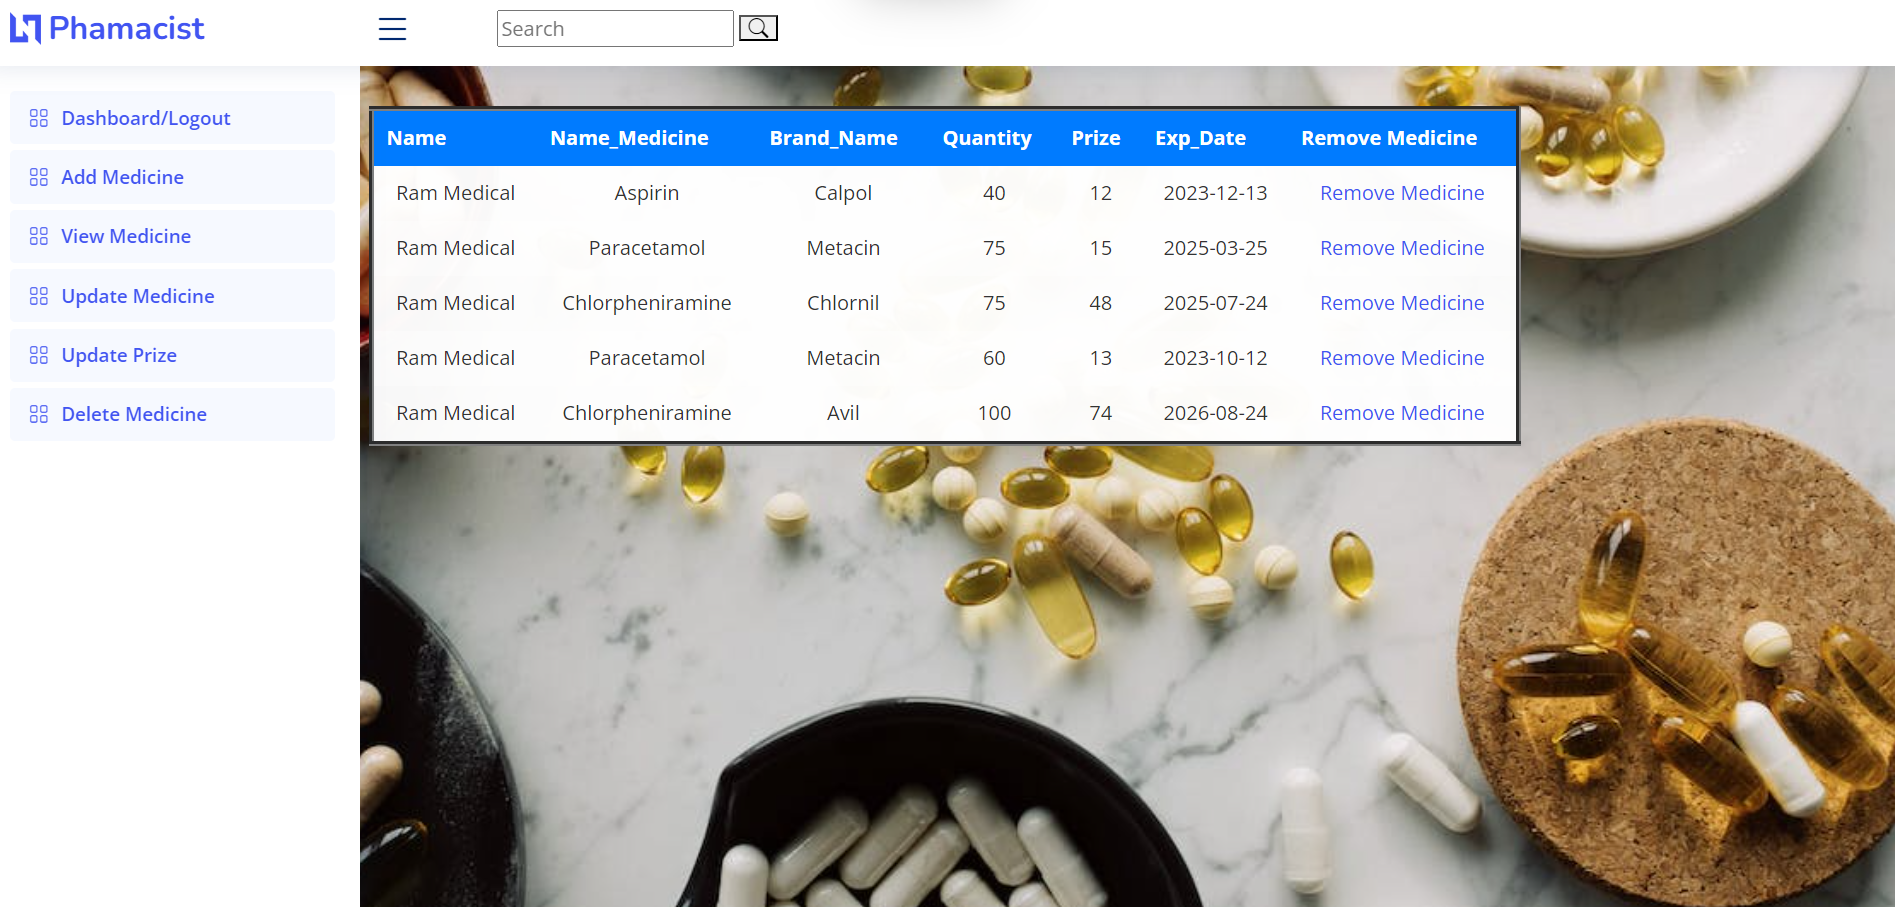 Phamacist
Search
Dashboard/Logout
Add Medicine
View Medicine
Update Medicine
Update Prize
Delete Medicine
Name Name_Medicine Brand_Name Quantity Prize Exp_Date Remove Medicine
Ram Medical Aspirin Calpol 40 12 2023-12-13 Remove Medicine
Ram Medical Paracetamol Metacin 75 15 2025-03-25 Remove Medicine
Ram Medical Chlorpheniramine Chlornil 75 48 2025-07-24 Remove Medicine
Ram Medical Paracetamol Metacin 60 13 2023-10-12 Remove Medicine
Ram Medical Chlorpheniramine Avil 100 74 2026-08-24 Remove Medicine